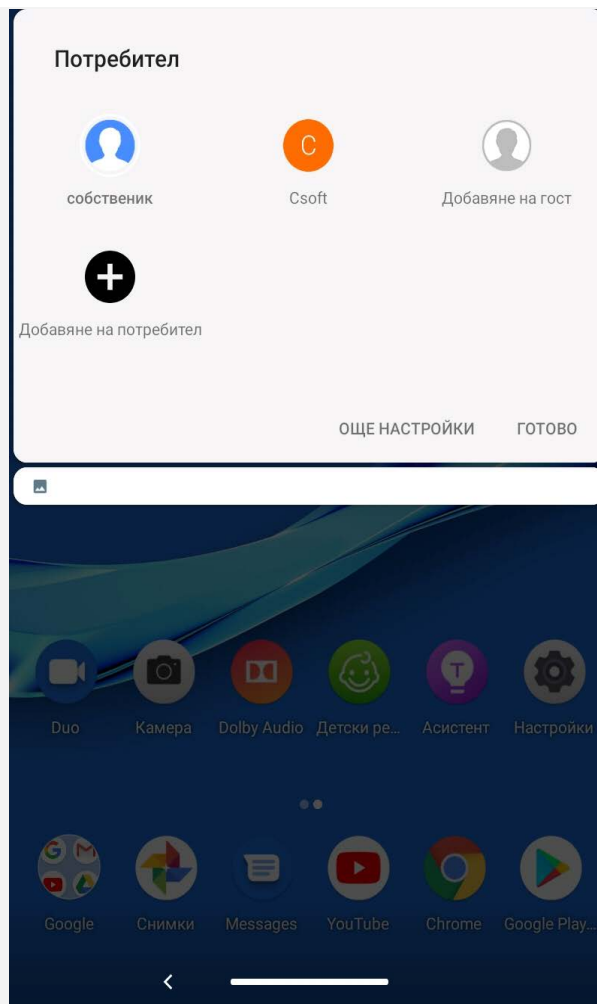 Потребител
C
собственик
Csoft
Добавяне на гост
Добавяне на потребител
ОЩЕ НАСТРОЙКИ
ГОТОВО
T
Duo
Камера
Dolby Audio
Детски ре...
Асистент
Настройки
G M
Google
Снимки
Messages
YouTube
Chrome
Google Play...